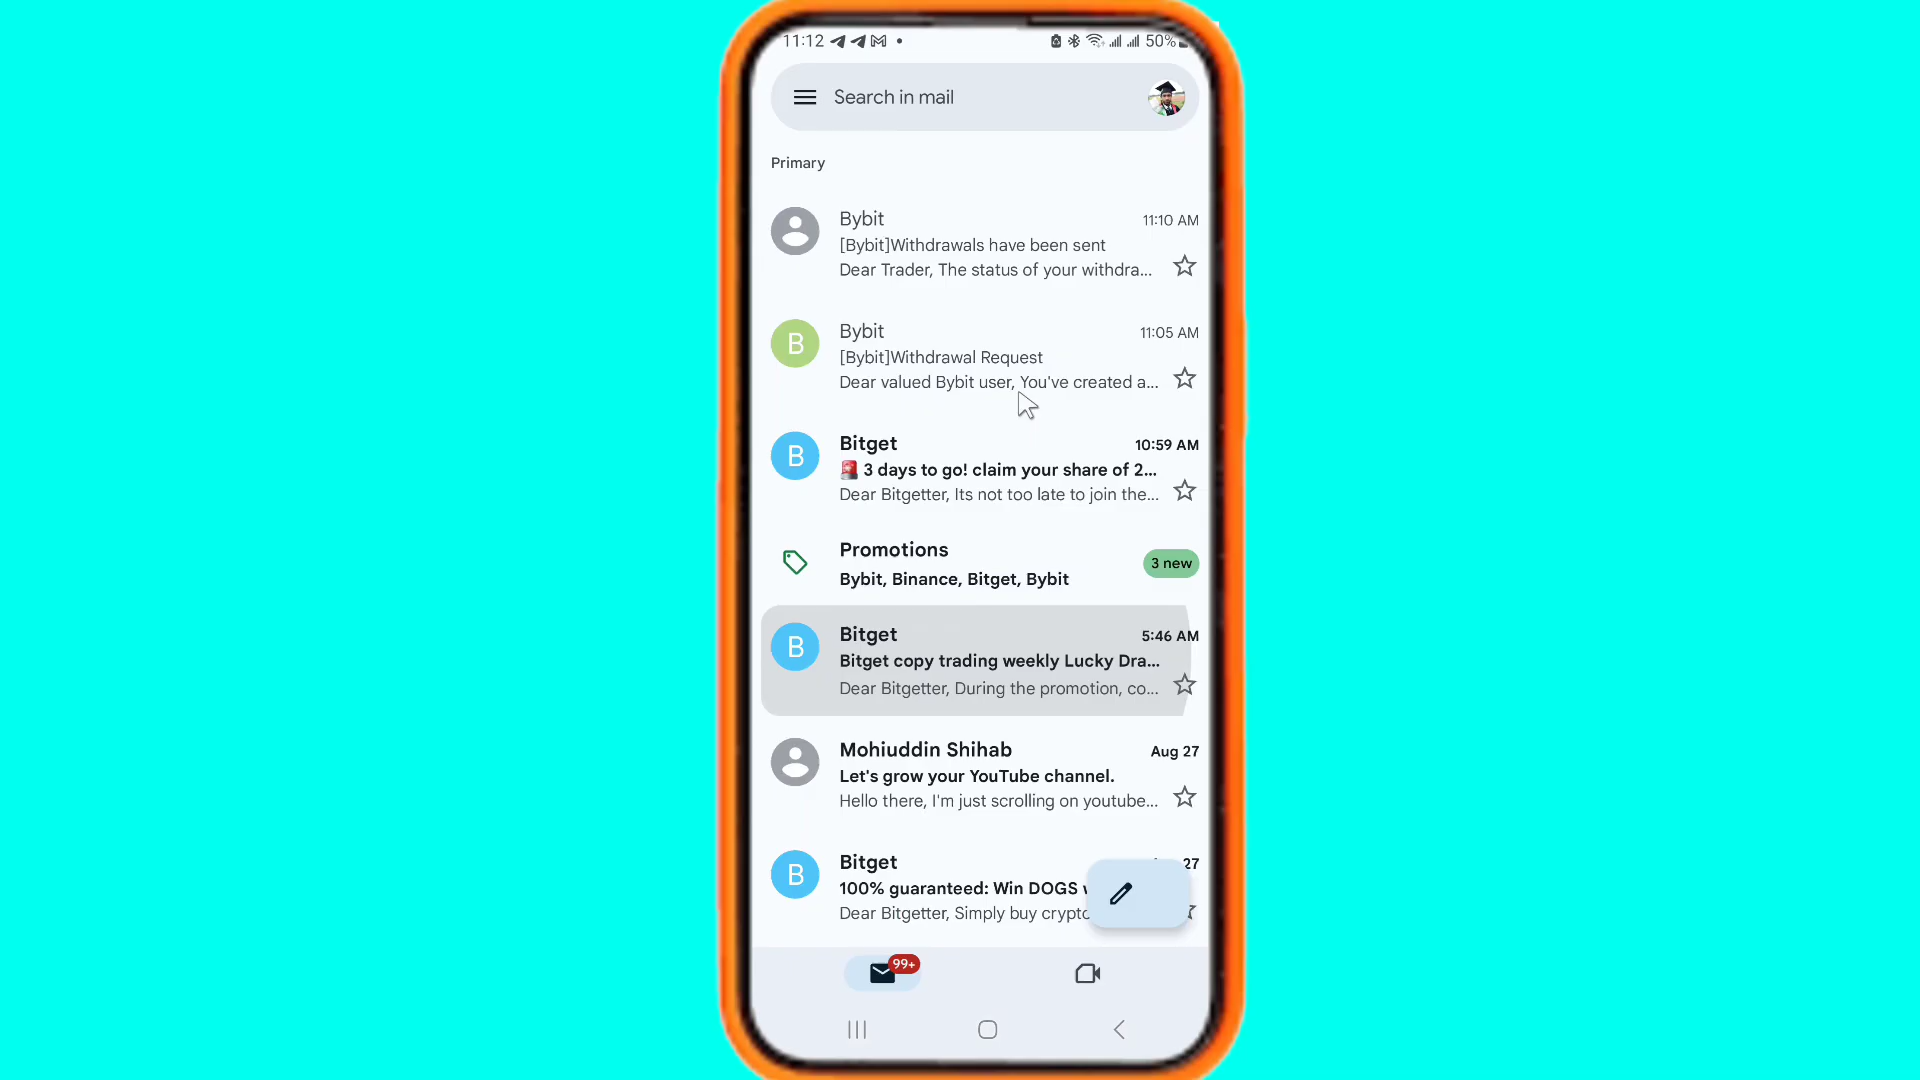 11:12
50%
Search in mail
Primary
Bybit 11:10 AM
[Bybit]Withdrawals have been sent
Dear Trader, The status of your withdra...
B
Bybit 11:05 AM
[Bybit]Withdrawal Request
Dear valued Bybit user, You've created a...
B
Bitget 10:59 AM
🚨 3 days to go! claim your share of 2...
Dear Bitgetter, Its not too late to join the...
Promotions
3 new
Bybit, Binance, Bitget, Bybit
B
Bitget 5:46 AM
Bitget copy trading weekly Lucky Dra...
Dear Bitgetter, During the promotion, co...
Mohiuddin Shihab Aug 27
Let's grow your YouTube channel.
Hello there, I'm just scrolling on youtube...
B
Bitget 27
100% guaranteed: Win DOGS
Dear Bitgetter, Simply buy crypto
99+